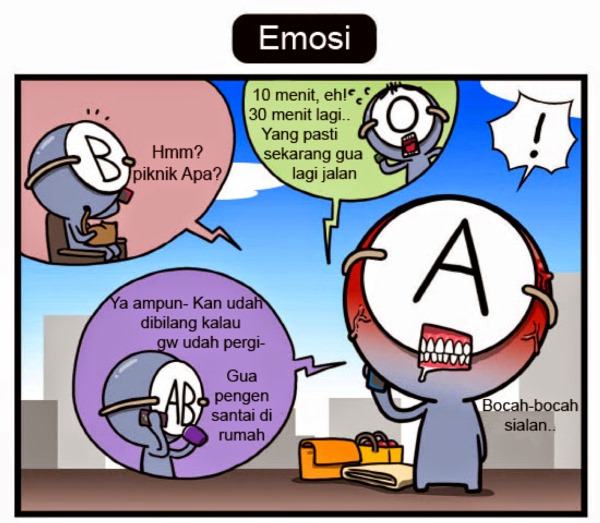 Emosi
B
Hmm?
piknik Apa?
10 menit, eh!
30 menit lagi..
Yang pasti
sekarang gua
lagi jalan
O
!
A
Ya ampun- Kan udah
dibilang kalau
gw udah pergi-
Gua
pengen
santai di
rumah
AB
Bocah-bocah
sialan..